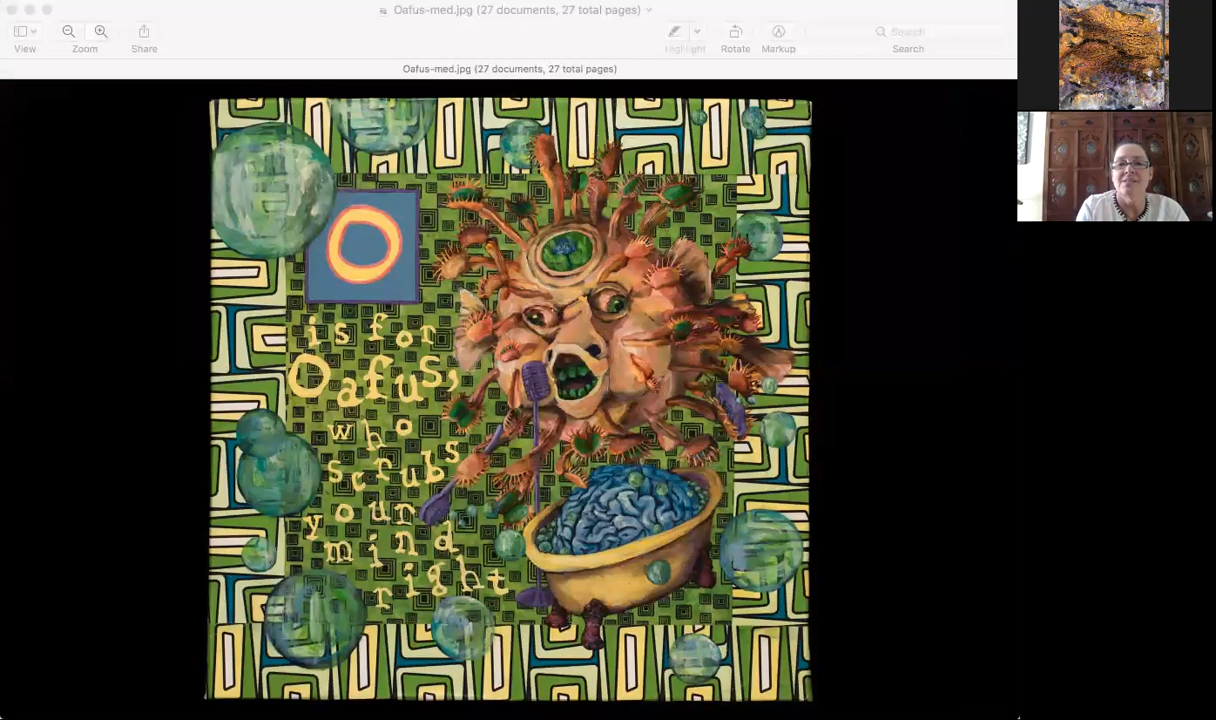 Oafus-med.jpg (27 documents, 27 total pages)
View
Zoom
Share
Highlight
Rotate
Markup
Search
Search
Oafus-med.jpg (27 documents, 27 total pages)
O
is for
Oafus,
who
scrubs
your
mind
right